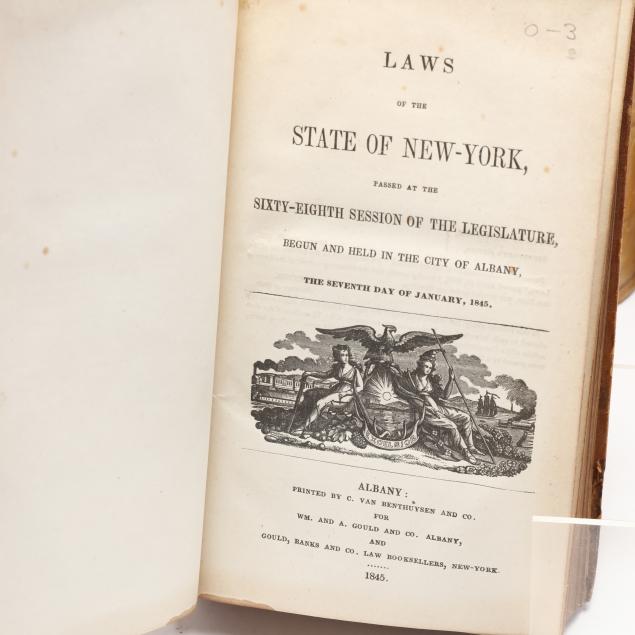 O-3
LAWS
OF THE
STATE OF NEW-YORK,
PASSED AT THE
SIXTY-EIGHTH SESSION OF THE LEGISLATURE,
BEGUN AND HELD IN THE CITY OF ALBANY,
THE SEVENTH DAY OF JANUARY, 1845.
EXCELSIOR
ALBANY:
PRINTED BY C. VAN BENTHUYSEN AND CO.
FOR
WM. AND A. GOULD AND CO. ALBANY,
AND
GOULD, BANKS AND CO. LAW BOOKSELLERS, NEW-YORK.
.......
1845.